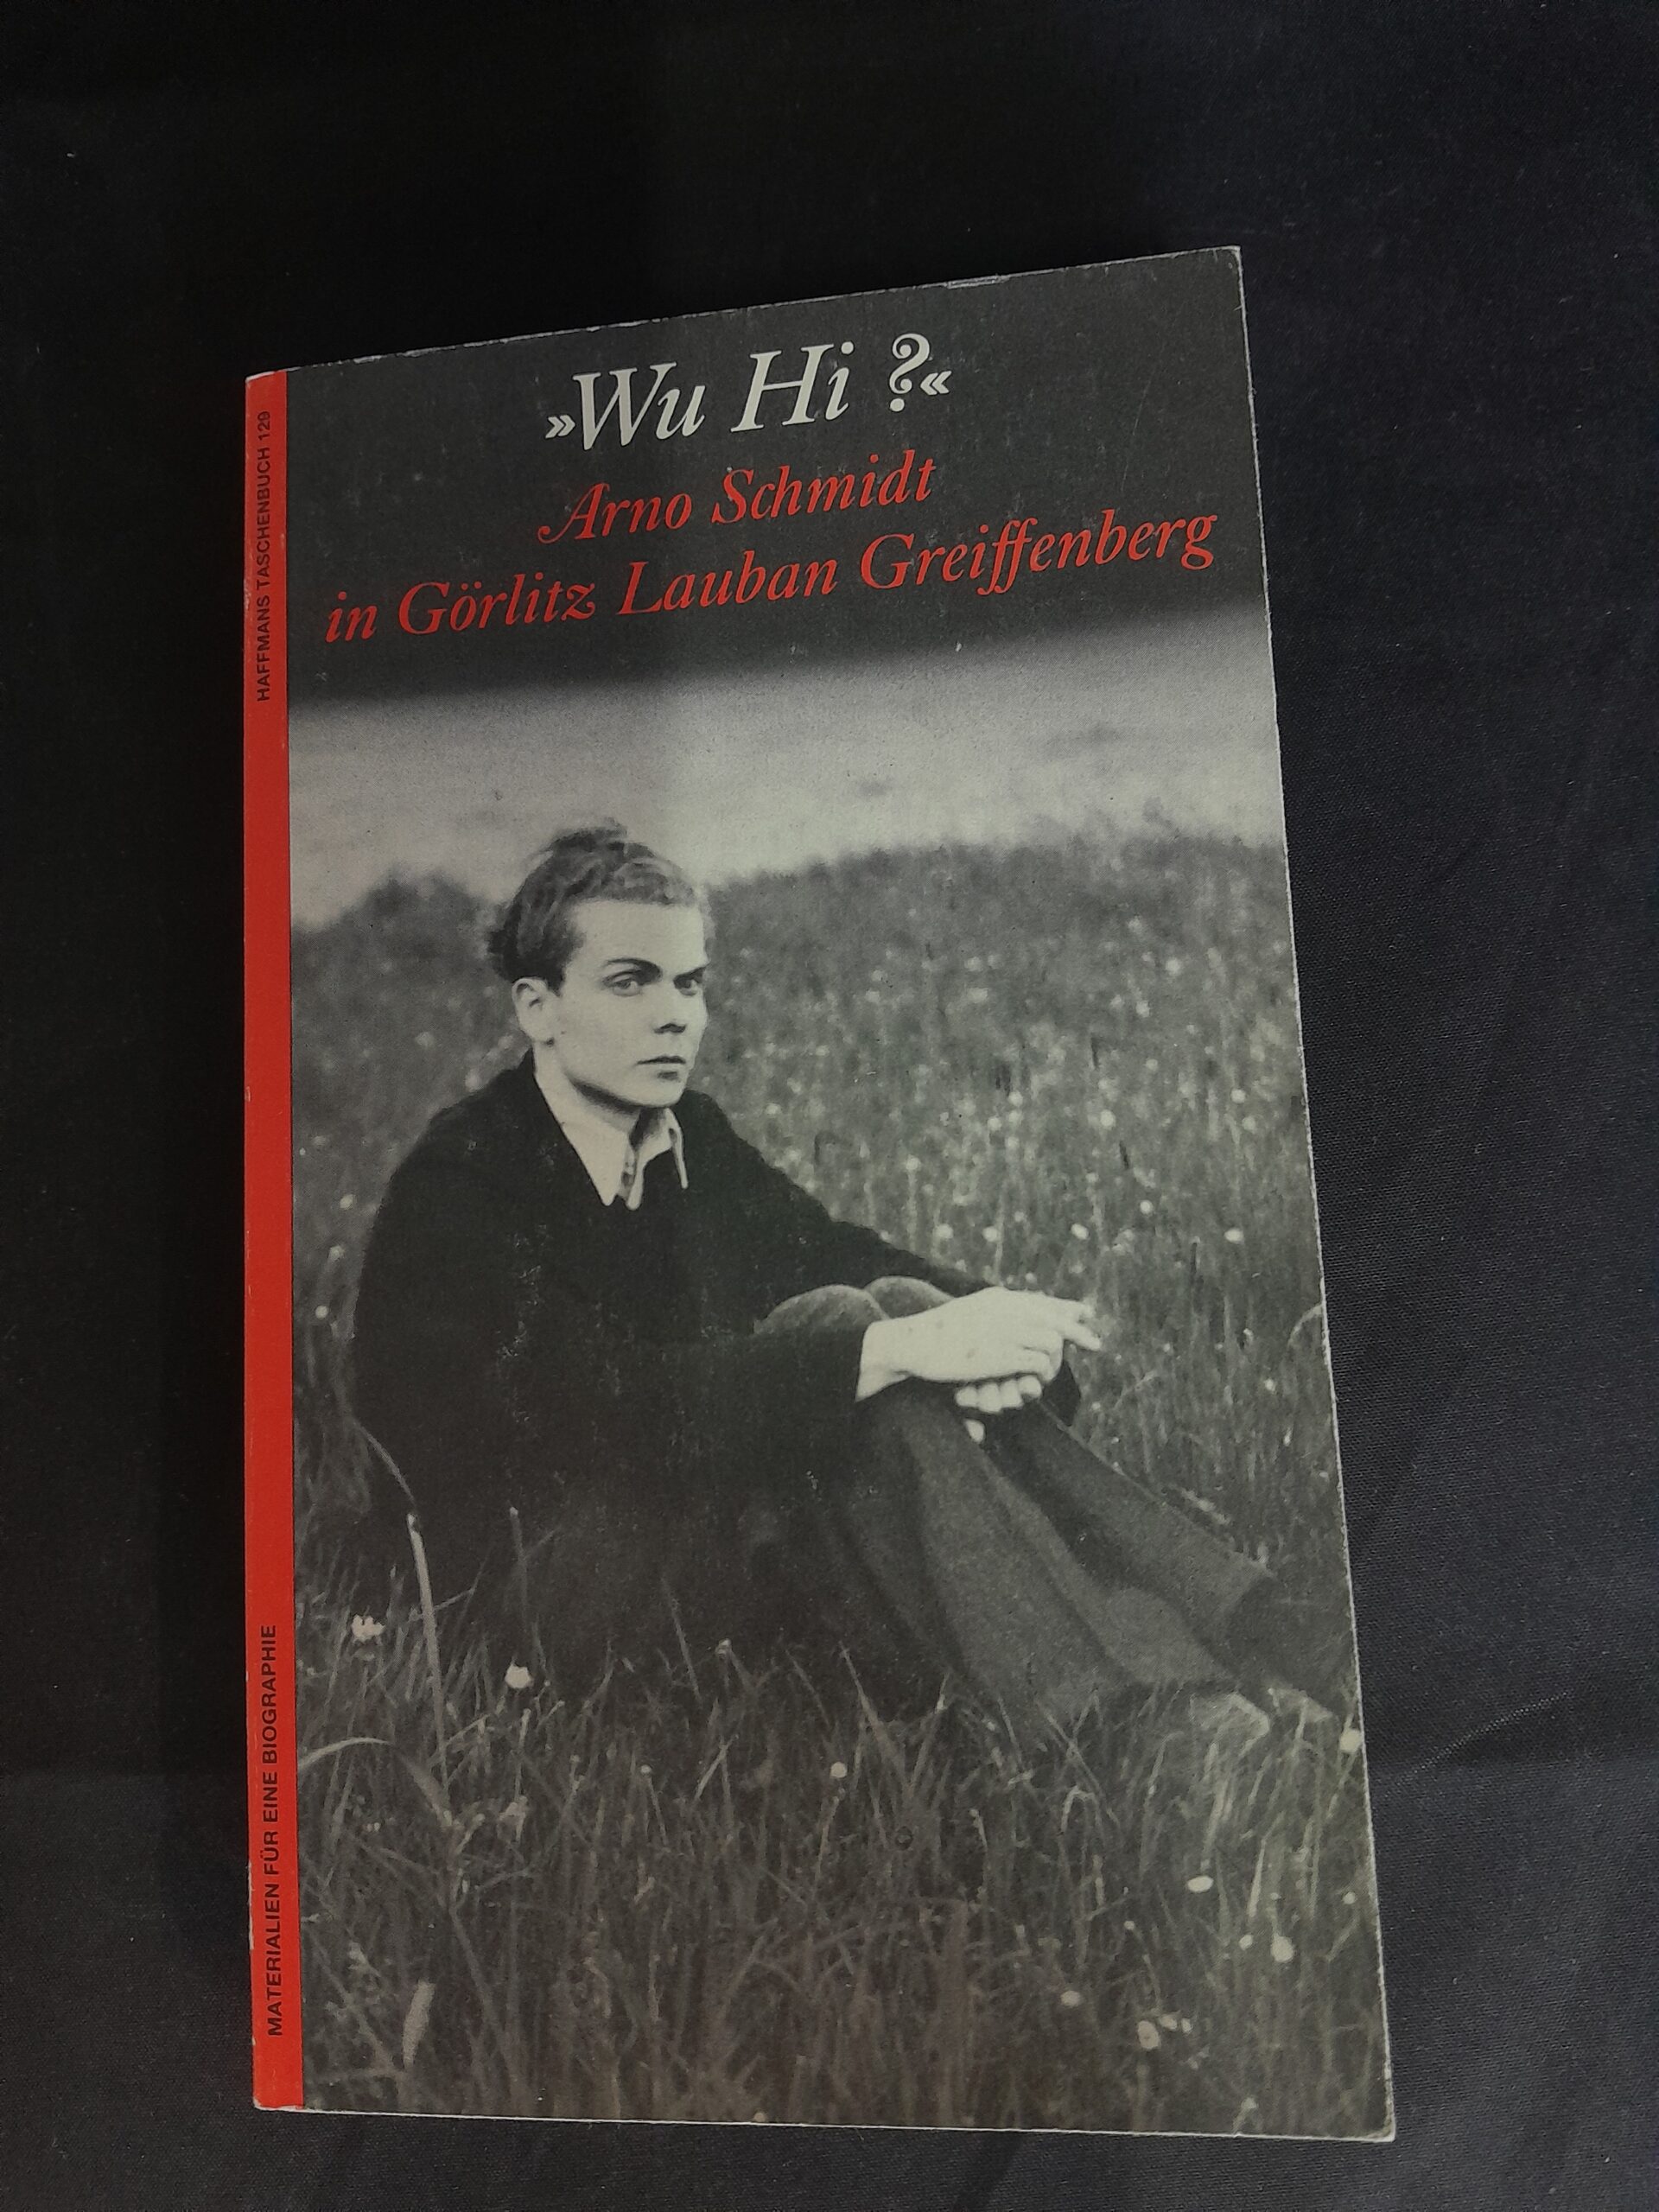 »Wu Hi ?«
Arno Schmidt
in Görlitz Lauban Greiffenberg
HAFFMANS TASCHENBUCH 129
MATERIALIEN FÜR EINE BIOGRAPHIE